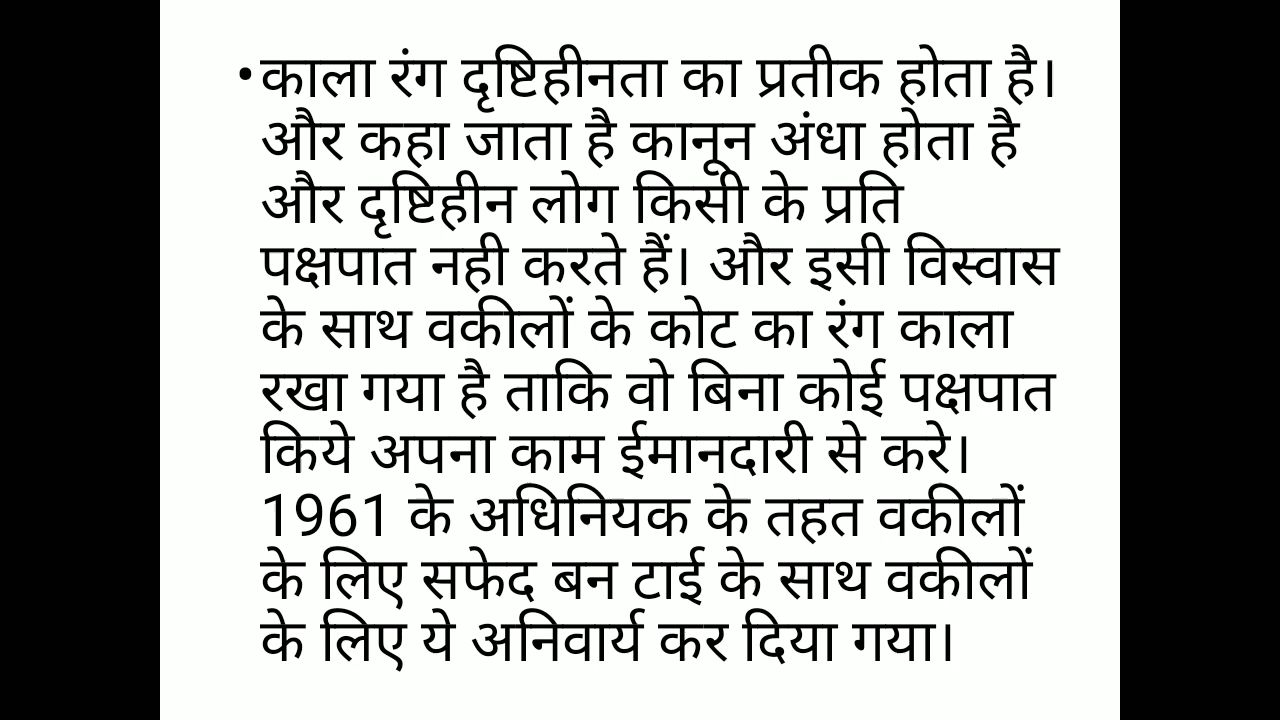 •काला रंग दृष्टिहीनता का प्रतीक होता है।
और कहा जाता है कानून अंधा होता है
और दृष्टिहीन लोग किसी के प्रति
पक्षपात नही करते हैं। और इसी विस्वास
के साथ वकीलों के कोट का रंग काला
रखा गया है ताकि वो बिना कोई पक्षपात
किये अपना काम ईमानदारी से करे।
1961 के अधिनियक के तहत वकीलों
के लिए सफेद बन टाई के साथ वकीलों
के लिए ये अनिवार्य कर दिया गया।